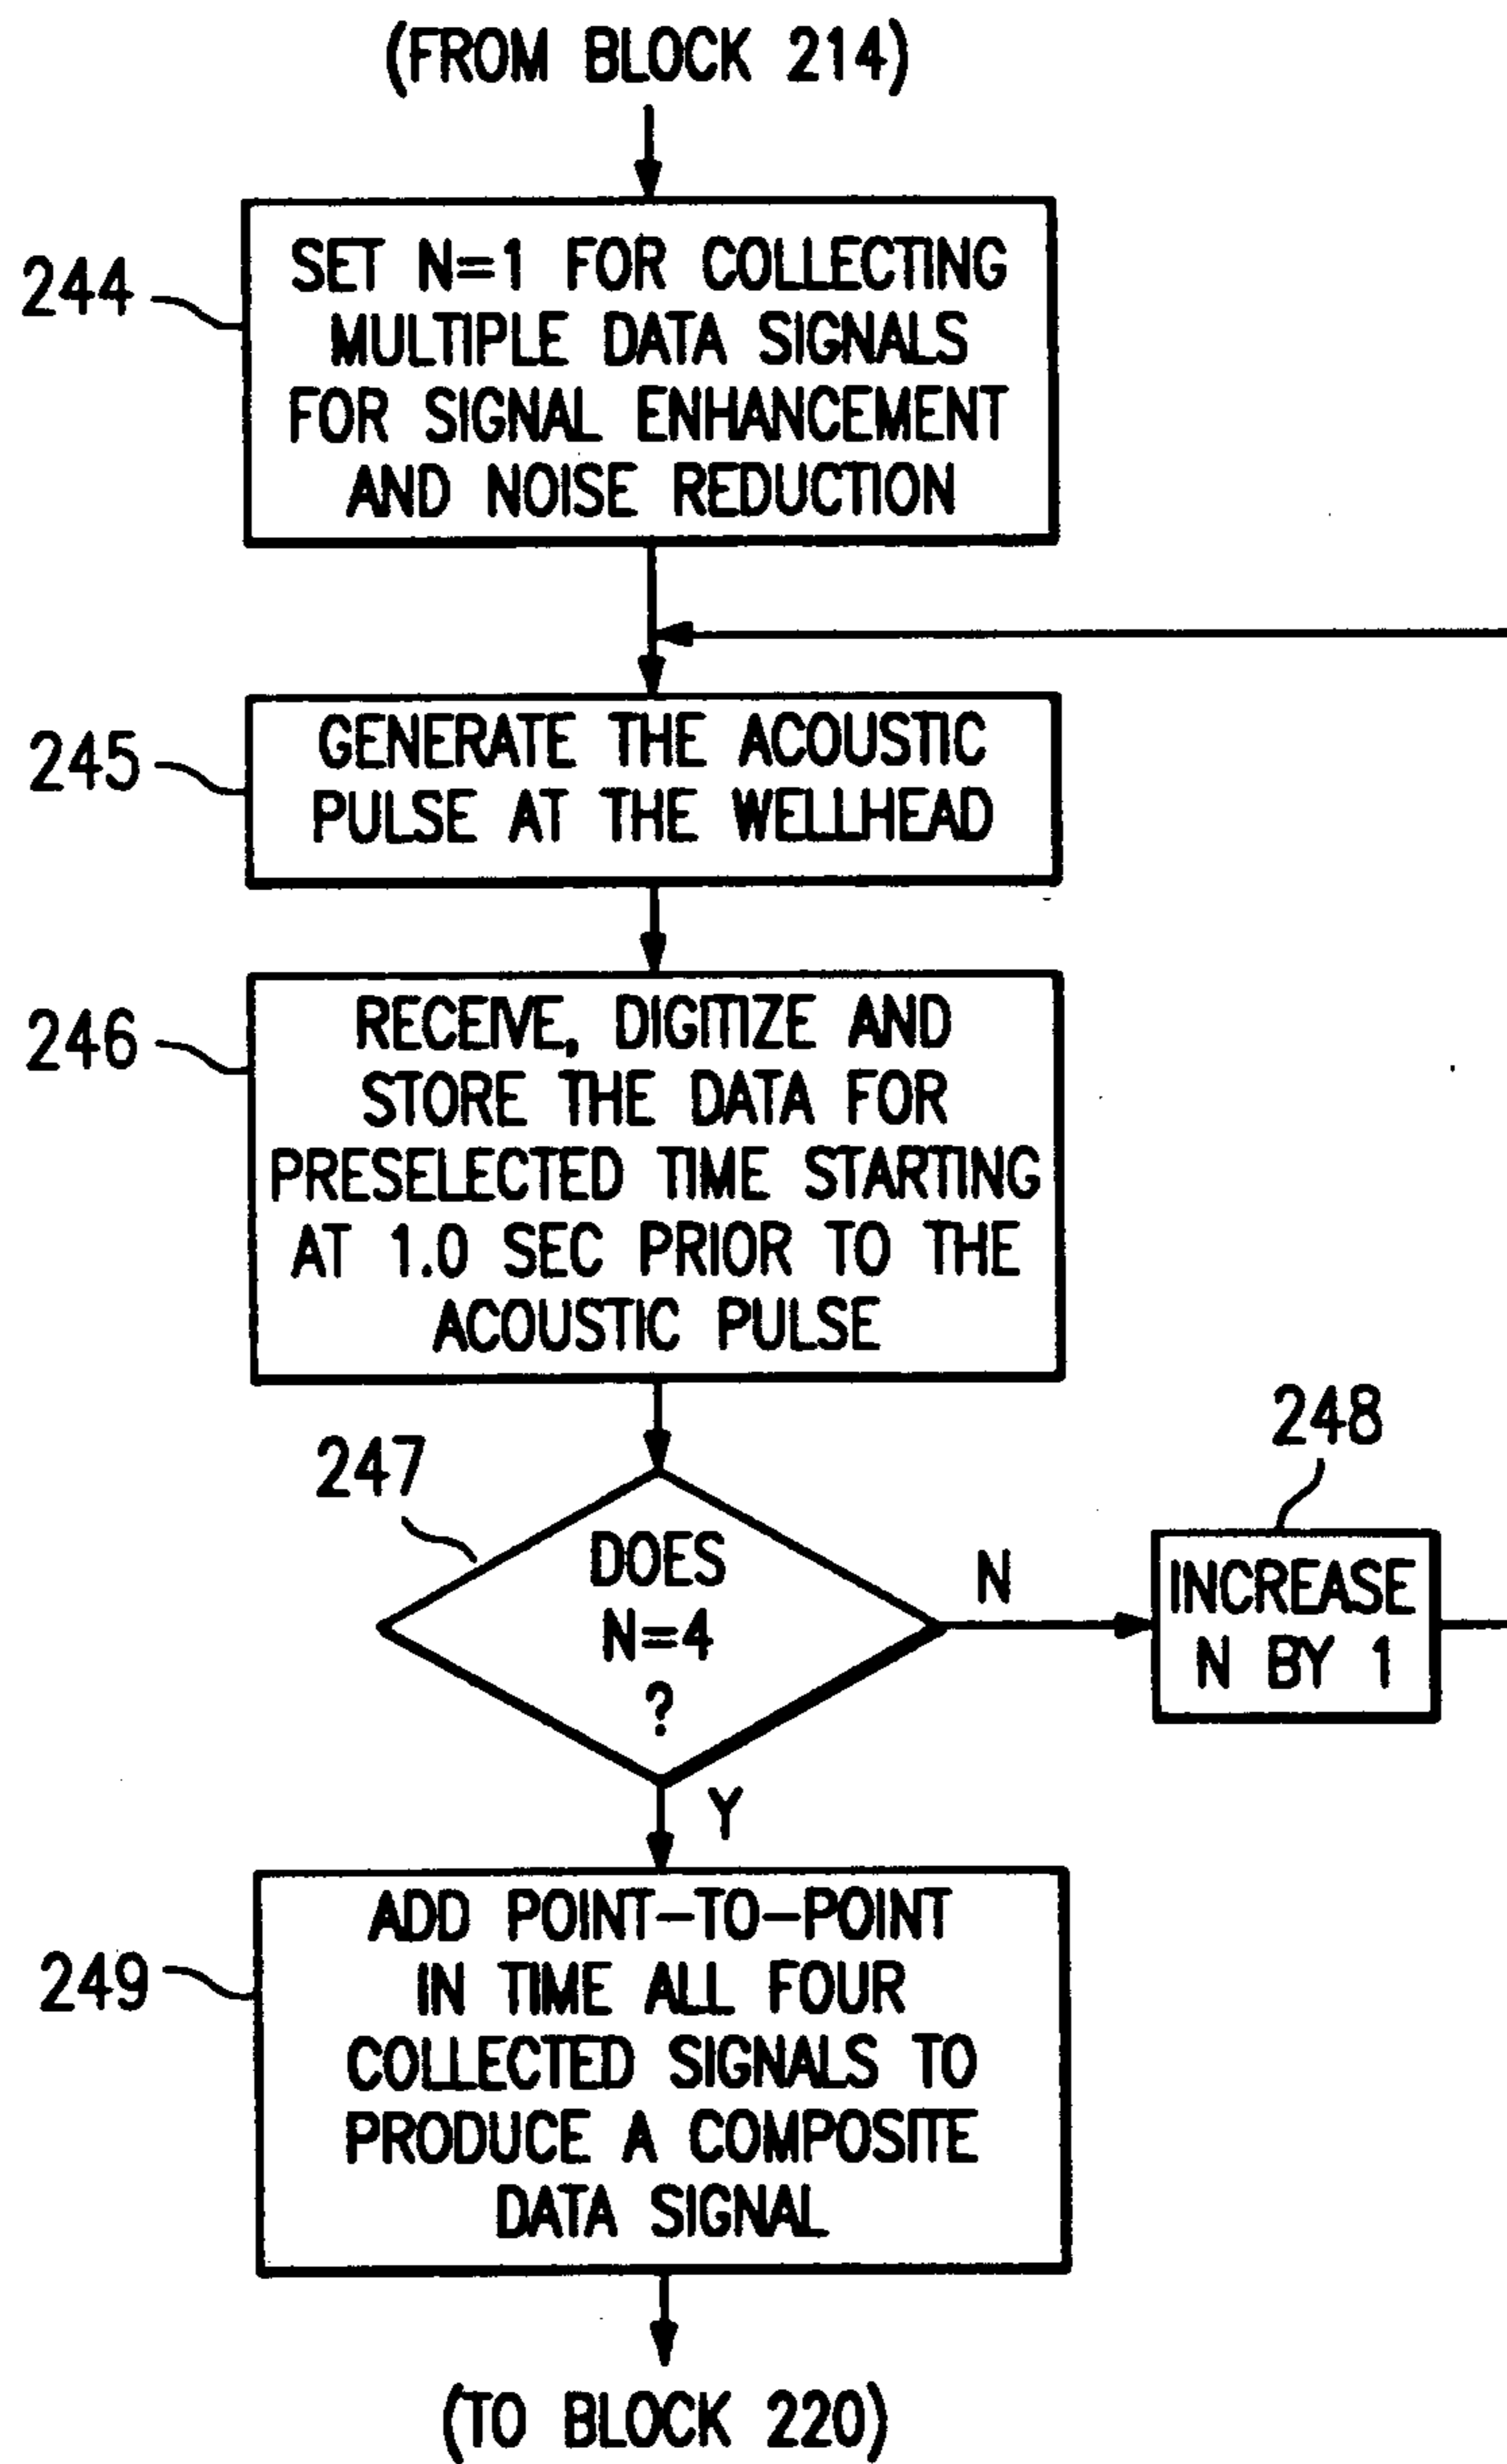 (FROM BLOCK 214)
244
SET N=1 FOR COLLECTING
MULTIPLE DATA SIGNALS
FOR SIGNAL ENHANCEMENT
AND NOISE REDUCTION
245
GENERATE THE ACOUSTIC
PULSE AT THE WELLHEAD
246
RECEIVE, DIGITIZE AND
STORE THE DATA FOR
PRESELECTED TIME STARTING
AT 1.0 SEC PRIOR TO THE
ACOUSTIC PULSE
247
DOES
N=4
?
N
248
INCREASE
N BY 1
Y
249
ADD POINT-TO-POINT
IN TIME ALL FOUR
COLLECTED SIGNALS TO
PRODUCE A COMPOSITE
DATA SIGNAL
(TO BLOCK 220)